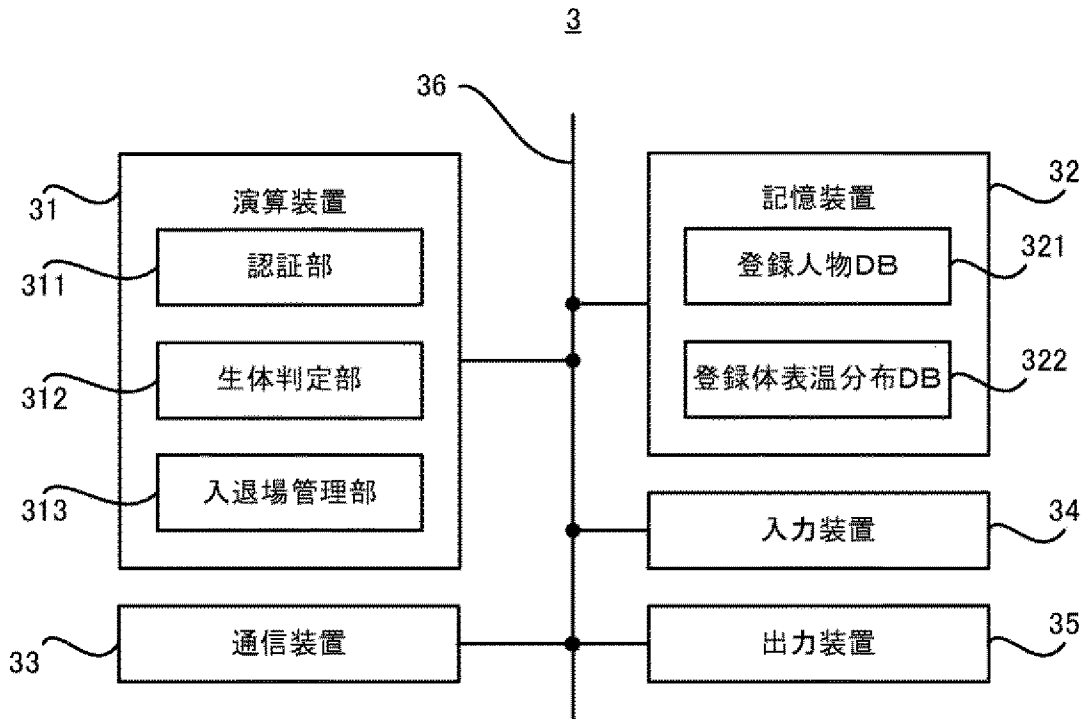 3
36
31
演算装置
311
認証部
312
生体判定部
313
入退場管理部
33
通信装置
32
記憶装置
321
登録人物DB
322
登録体表温分布DB
34
入力装置
35
出力装置